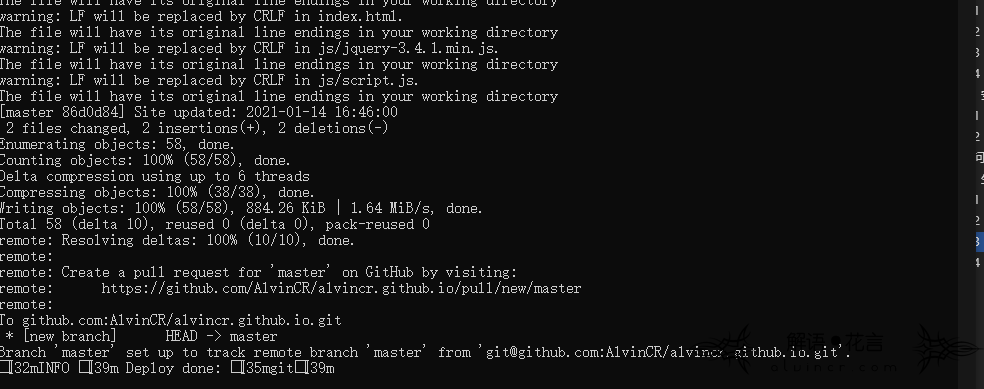 The file will have its original line endings in your working directory
warning: LF will be replaced by CRLF in index.html.
The file will have its original line endings in your working directory
warning: LF will be replaced by CRLF in js/jquery-3.4.1.min.js.
The file will have its original line endings in your working directory
warning: LF will be replaced by CRLF in js/script.js.
The file will have its original line endings in your working directory
[master 86d0d84] Site updated: 2021-01-14 16:46:00
2 files changed, 2 insertions(+), 2 deletions(-)
Enumerating objects: 58, done.
Counting objects: 100% (58/58), done.
Delta compression using up to 6 threads
Compressing objects: 100% (38/38), done.
Writing objects: 100% (58/58), 884.26 KiB | 1.64 MiB/s, done.
Total 58 (delta 10), reused 0 (delta 0), pack-reused 0
remote: Resolving deltas: 100% (10/10), done.
remote:
remote: Create a pull request for 'master' on GitHub by visiting:
remote:      https://github.com/AlvinCR/alvincr.github.io/pull/new/master
remote:
To github.com:AlvinCR/alvincr.github.io.git
* [new branch]      HEAD -> master
Branch 'master' set up to track remote branch 'master' from 'git@github.com:AlvinCR/alvincr.github.io.git'.
[32mINFO [39m Deploy done: [35mgit[39m
解语 花言
aluincr.com